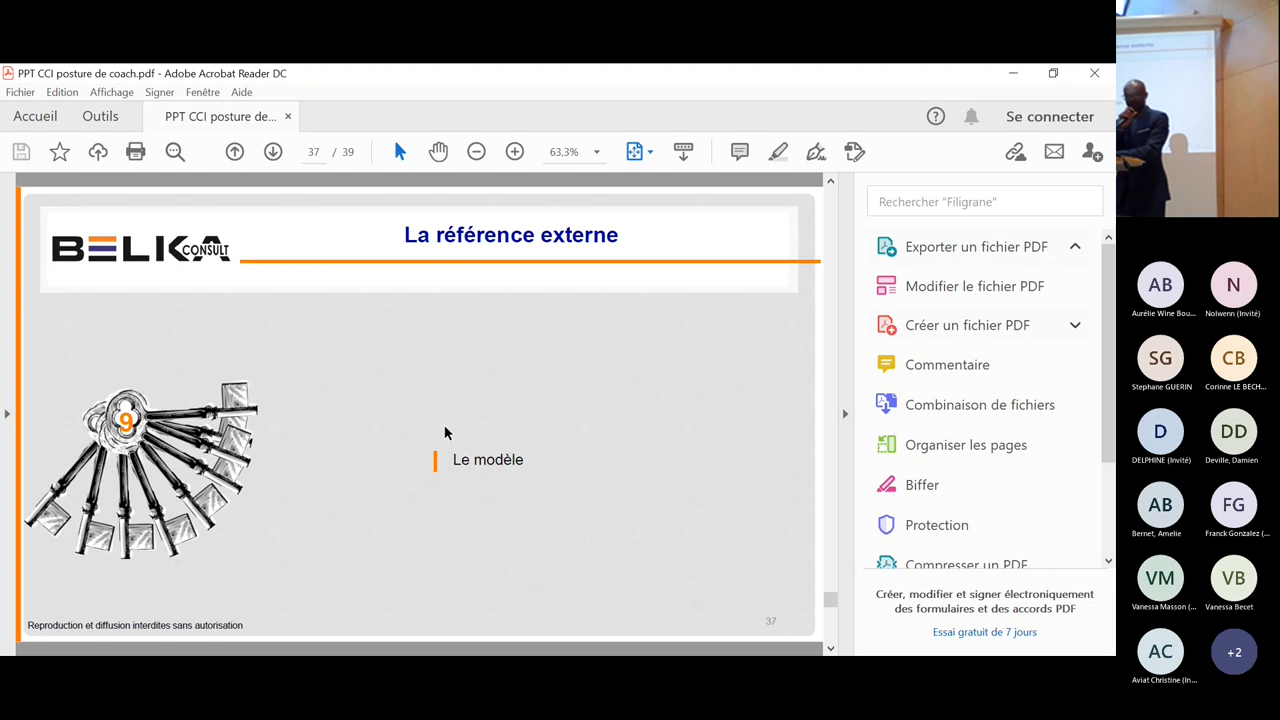 PPT CCI posture de coach.pdf - Adobe Acrobat Reader DC
Fichier Edition Affichage Signer Fenêtre Aide
Accueil Outils PPT CCI posture de... × ? Se connecter
37 / 39 63,3%
BELIKA CONSULT
La référence externe
9
Le modèle
Reproduction et diffusion interdites sans autorisation
37
Rechercher "Filigrane"
Exporter un fichier PDF
Modifier le fichier PDF
Créer un fichier PDF
Commentaire
Combinaison de fichiers
Organiser les pages
Biffer
Protection
Compresser un PDF
Créer, modifier et signer électroniquement
des formulaires et des accords PDF
Essai gratuit de 7 jours
AB N
Aurélie Wine Bou... Nolwenn (Invité)
SG CB
Stephane GUERIN Corinne LE BECH...
D DD
DELPHINE (Invité) Deville, Damien
AB FG
Bernet, Amelie Franck Gonzalez (...
VM VB
Vanessa Masson (... Vanessa Becet
AC +2
Aviat Christine (In...